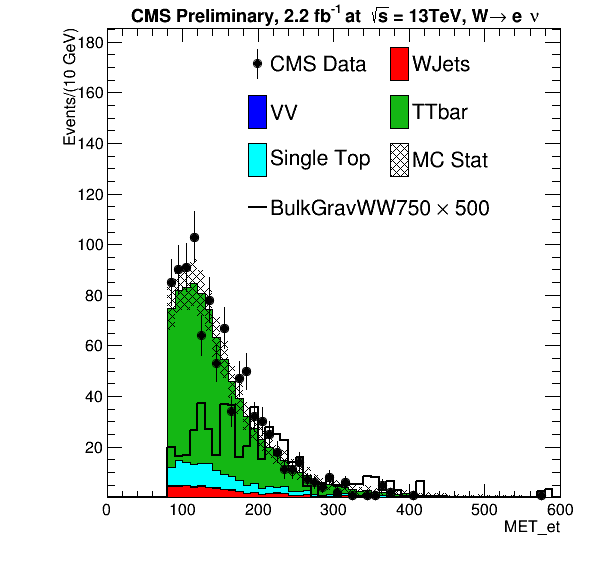 CMS Preliminary, 2.2 fb⁻¹ at √s = 13TeV, W→ e ν
Events/(10 GeV)
180
160
140
120
100
80
60
40
20
CMS Data
WJets
VV
TTbar
Single Top
MC Stat
BulkGravWW750 × 500
0
100
200
300
400
500
600
MET_et